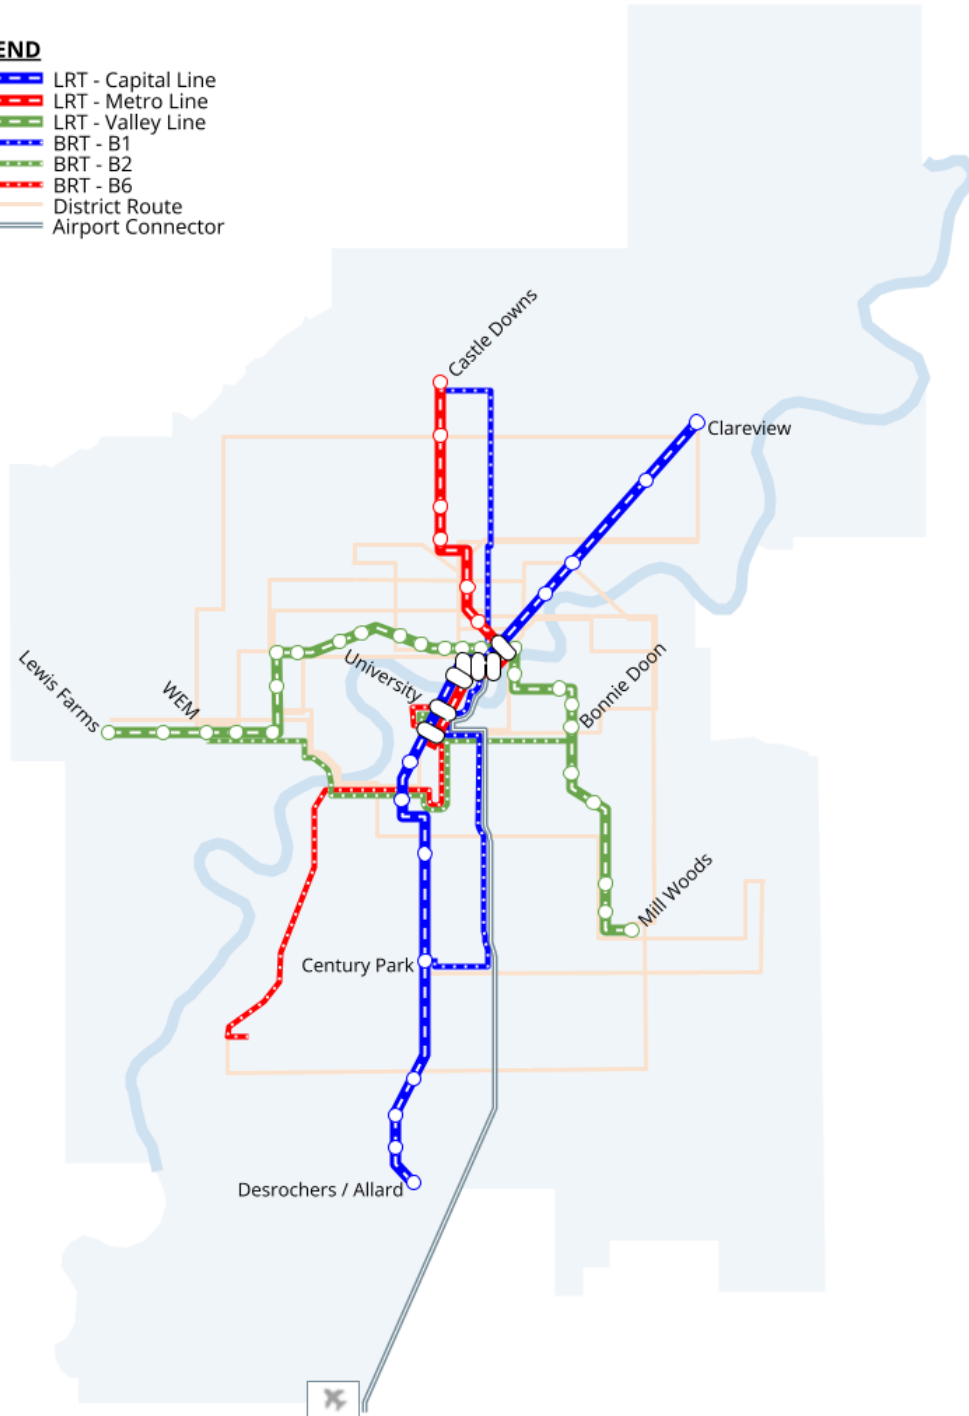 END
LRT - Capital Line
LRT - Metro Line
LRT - Valley Line
BRT - B1
BRT - B2
BRT - B6
District Route
Airport Connector
Castle Downs
Clareview
University
Lewis Farms
WEM
Bonnie Doon
Mill Woods
Century Park
Desrochers / Allard